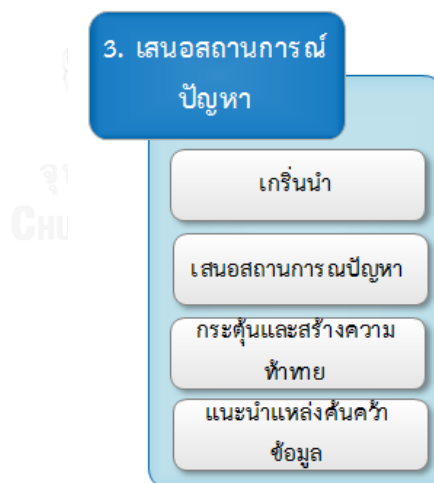 3. เสนอสถานการณ์
ปัญหา
เกริ่นนำ
เสนอสถานการณปัญหา
กระตุ้นและสร้างความ
ท้าทาย
แนะนำแหล่งค้นคว้า
ข้อมูล